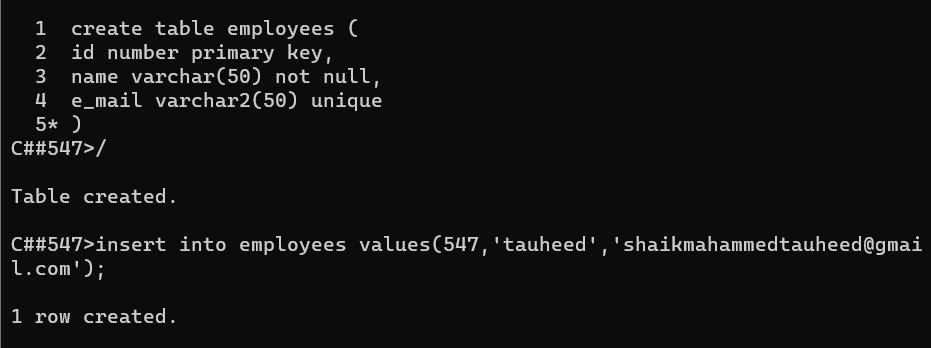 1 create table employees (
2 id number primary key,
3 name varchar(50) not null,
4 e_mail varchar2(50) unique
5* )
C##547>/
Table created.
C##547>insert into employees values(547,'tauheed','shaikmahammedtauheed@gmai
l.com');
1 row created.